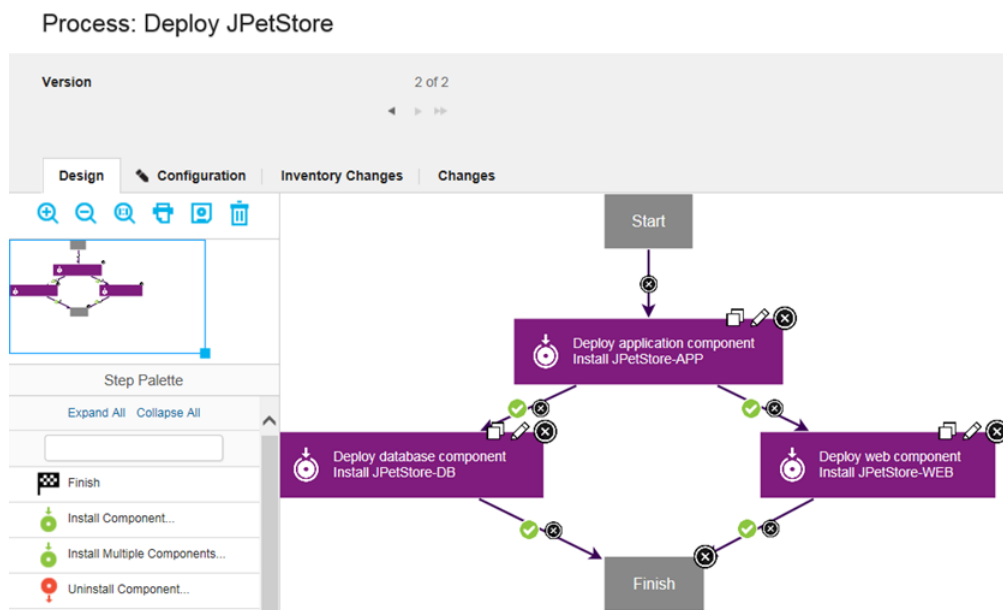 Process: Deploy JPetStore
Version
2 of 2
Design
Configuration
Inventory Changes
Changes
Start
Deploy application component
Install JPetStore-APP
Step Palette
Expand All Collapse All
Deploy database component
Install JPetStore-DB
Deploy web component
Install JPetStore-WEB
Finish
Install Component...
Install Multiple Components...
Uninstall Component...
Finish